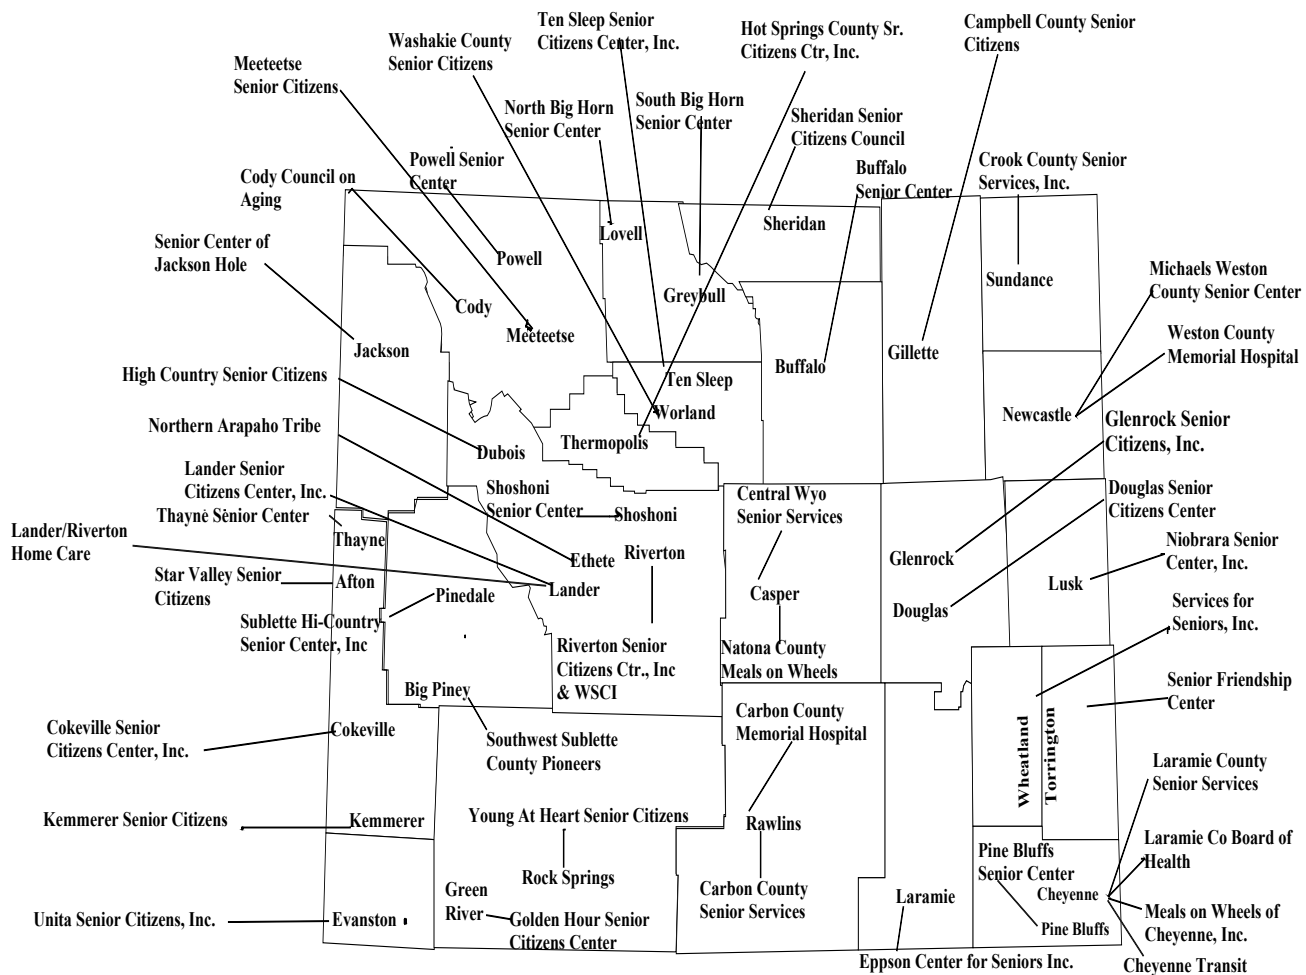 Ten Sleep Senior
Citizens Center, Inc.
Hot Springs County Sr.
Citizens Ctr, Inc.
Campbell County Senior
Citizens
Washakie County
Senior Citizens
Meeteetse
Senior Citizens
North Big Horn
Senior Center
South Big Horn
Senior Center
Sheridan Senior
Citizens Council
Powell Senior
Center
Buffalo
Senior Center
Crook County Senior
Services, Inc.
Cody Council on
Aging
Senior Center of
Jackson Hole
Lovell
Sheridan
Powell
Sundance
Michaels Weston
County Senior Center
Greybull
Cody
Meeteetse
Weston County
Memorial Hospital
Jackson
Gillette
Buffalo
High Country Senior Citizens
Ten Sleep
Worland
Newcastle
Glenrock Senior
Citizens, Inc.
Northern Arapaho Tribe
Thermopolis
Dubois
Lander Senior
Citizens Center, Inc.
Shoshoni
Senior Center
Shoshoni
Central Wyo
Senior Services
Douglas Senior
Citizens Center
Thayne Senior Center
Lander/Riverton
Home Care
Thayne
Riverton
Ethete
Glenrock
Niobrara Senior
Center, Inc.
Star Valley Senior
Citizens
Afton
Pinedale
Lander
Casper
Lusk
Douglas
Services for
Seniors, Inc.
Sublette Hi-Country
Senior Center, Inc
Riverton Senior
Citizens Ctr., Inc
& WSCI
Natona County
Meals on Wheels
Big Piney
Senior Friendship
Center
Carbon County
Memorial Hospital
Cokeville Senior
Citizens Center, Inc.
Cokeville
Southwest Sublette
County Pioneers
Wheatland
Torrington
Laramie County
Senior Services
Kemmerer Senior Citizens
Kemmerer
Young At Heart Senior Citizens
Rawlins
Laramie Co Board of
Health
Pine Bluffs
Senior Center
Rock Springs
Green
River
Carbon County
Senior Services
Laramie
Cheyenne
Unita Senior Citizens, Inc.
Evanston
Golden Hour Senior
Citizens Center
Pine Bluffs
Meals on Wheels of
Cheyenne, Inc.
Eppson Center for Seniors Inc.
Cheyenne Transit